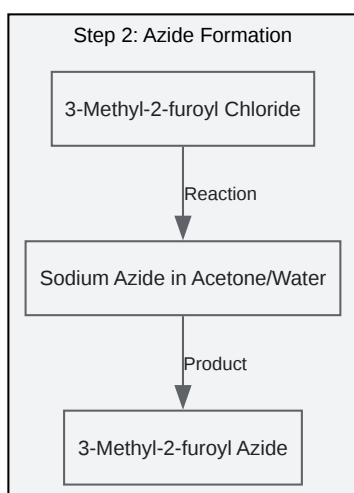 Step 2: Azide Formation
3-Methyl-2-furoyl Chloride
Reaction
Sodium Azide in Acetone/Water
Product
3-Methyl-2-furoyl Azide